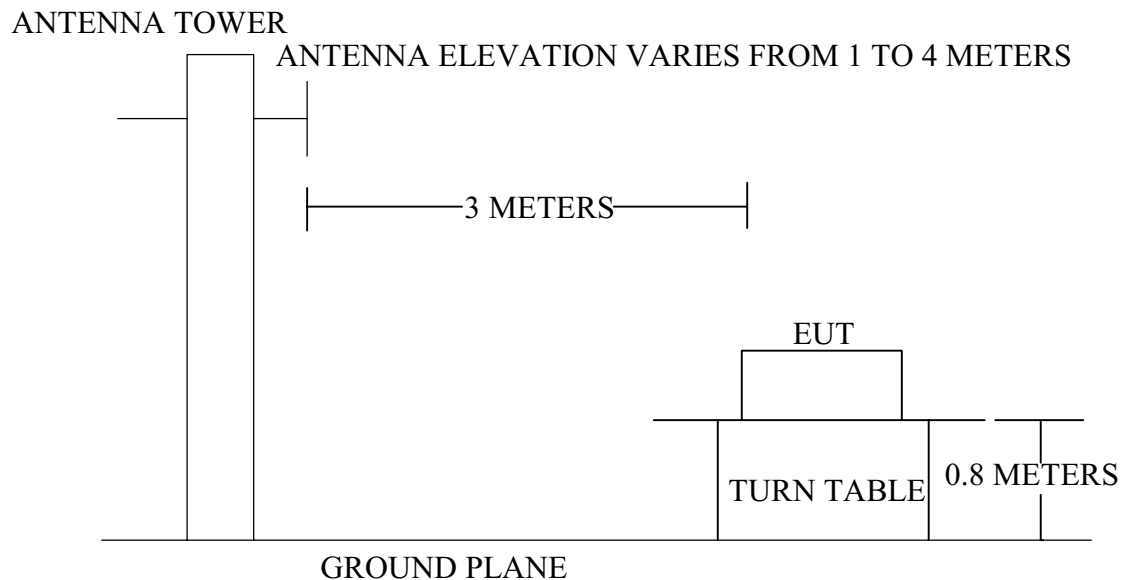 ANTENNA TOWER
ANTENNA ELEVATION VARIES FROM 1 TO 4 METERS
3 METERS
EUT
TURN TABLE
0.8 METERS
GROUND PLANE